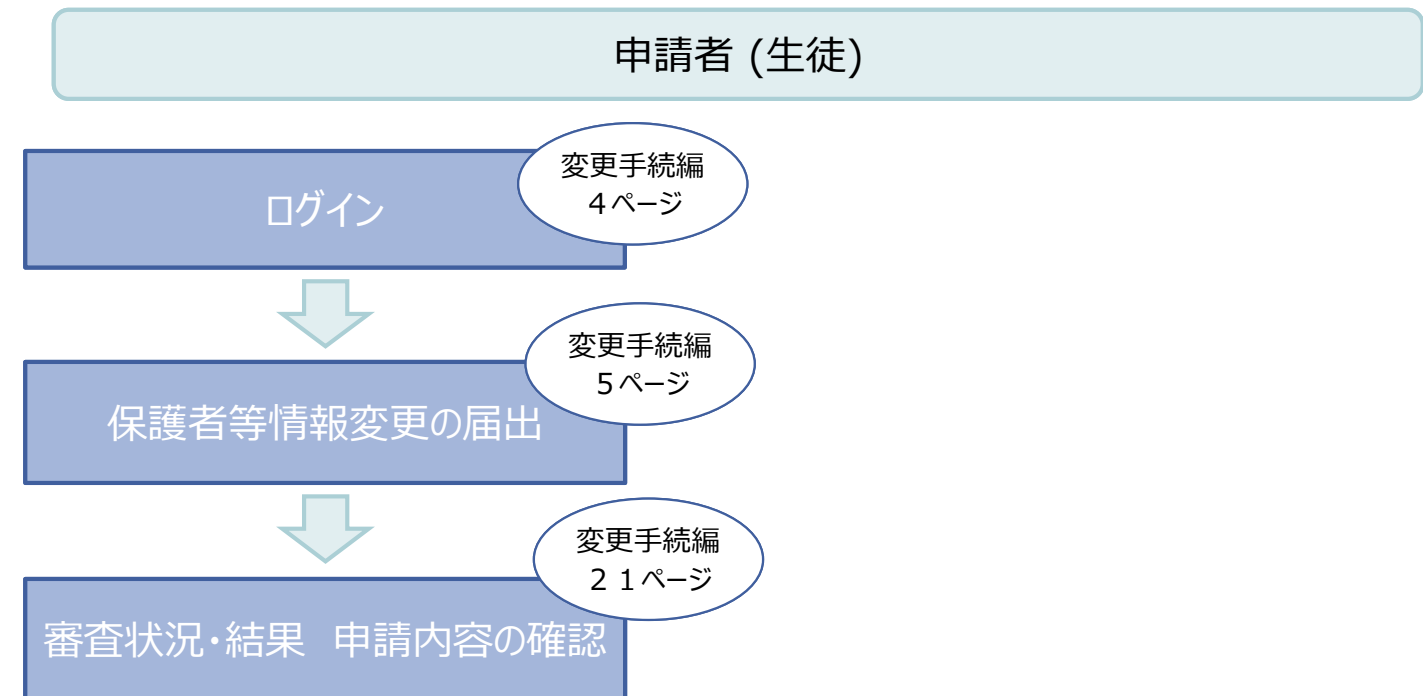 申請者 (生徒)
変更手続編
4ページ
ログイン
変更手続編
5ページ
保護者等情報変更の届出
変更手続編
21ページ
審査状況・結果　申請内容の確認